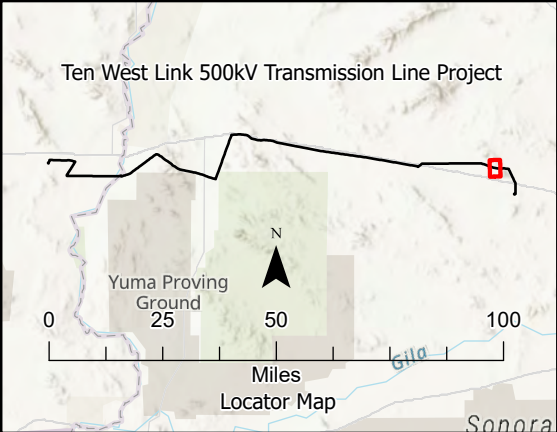 Ten West Link 500kV Transmission Line Project
N
Yuma Proving
Ground
0 25 50 100
Gila
Miles
Locator Map
Sonora